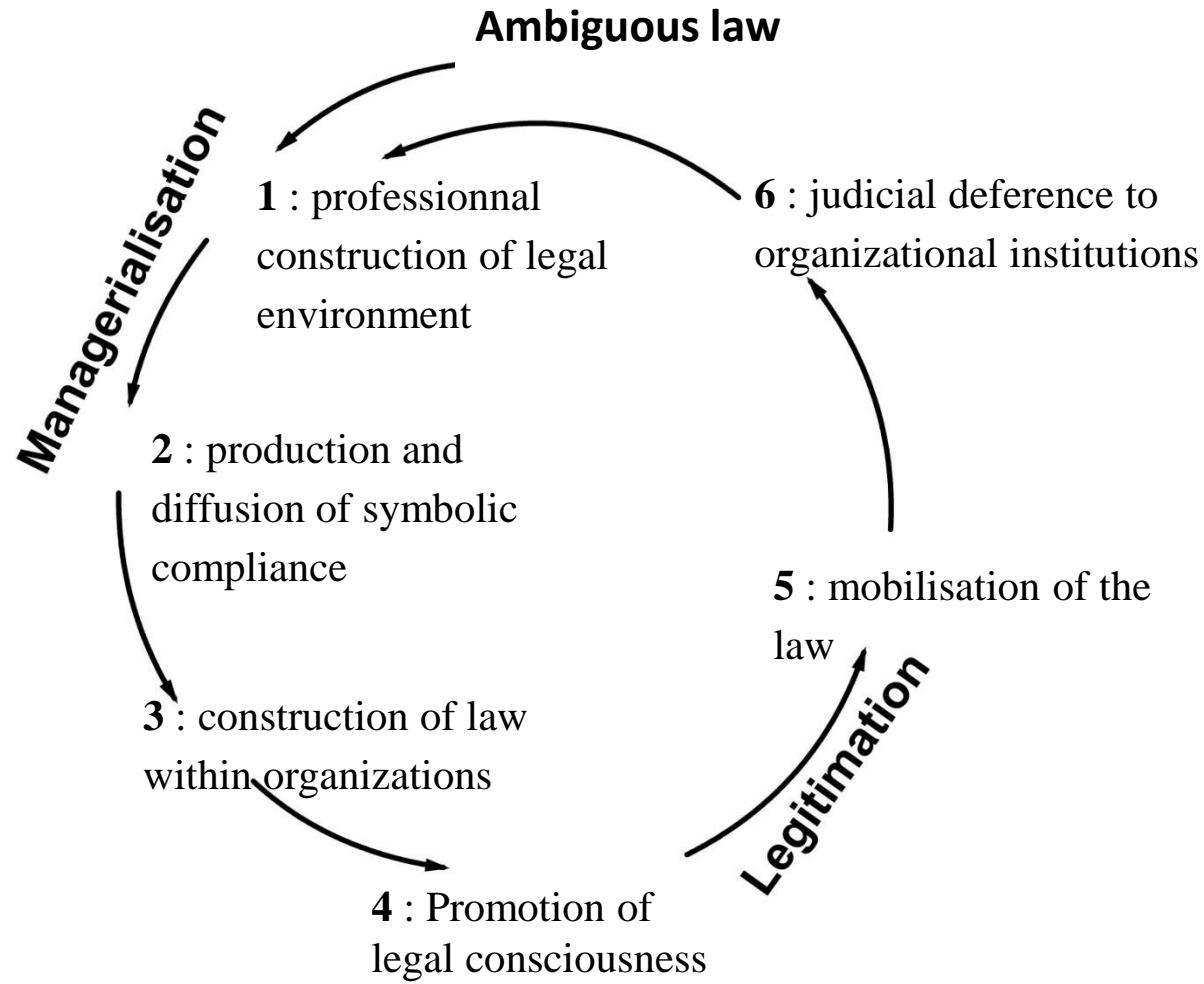 Ambiguous law
Managerialisation
1 : professionnal
construction of legal
environment
2 : production and
diffusion of symbolic
compliance
3 : construction of law
within organizations
4 : Promotion of
legal consciousness
Legitimation
5 : mobilisation of the
law
6 : judicial deference to
organizational institutions